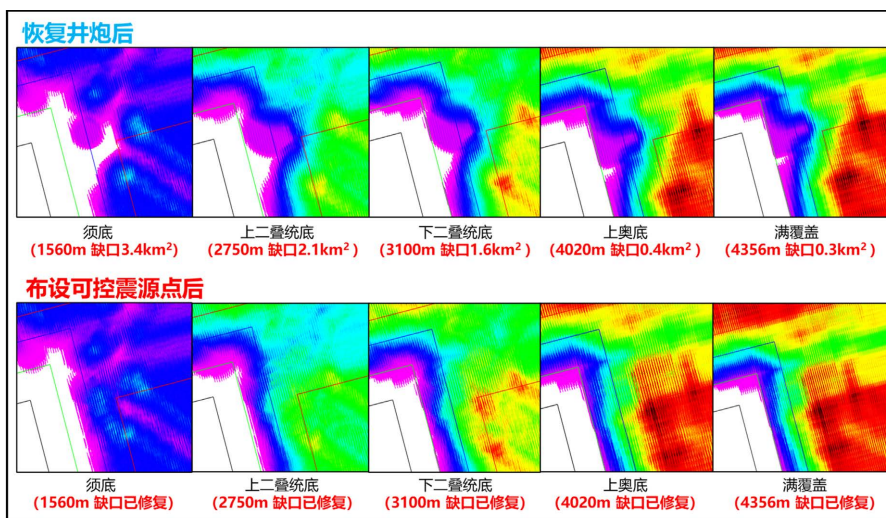 恢复井炮后
须底 上二叠统底 下二叠统底 上奥底 满覆盖
(1560m 缺口3.4km²) (2750m 缺口2.1km²) (3100m 缺口1.6km²) (4020m 缺口0.4km²) (4356m 缺口0.3km²)
布设可控震源点后
须底 上二叠统底 下二叠统底 上奥底 满覆盖
(1560m 缺口已修复) (2750m 缺口已修复) (3100m 缺口已修复) (4020m 缺口已修复) (4356m 缺口已修复)